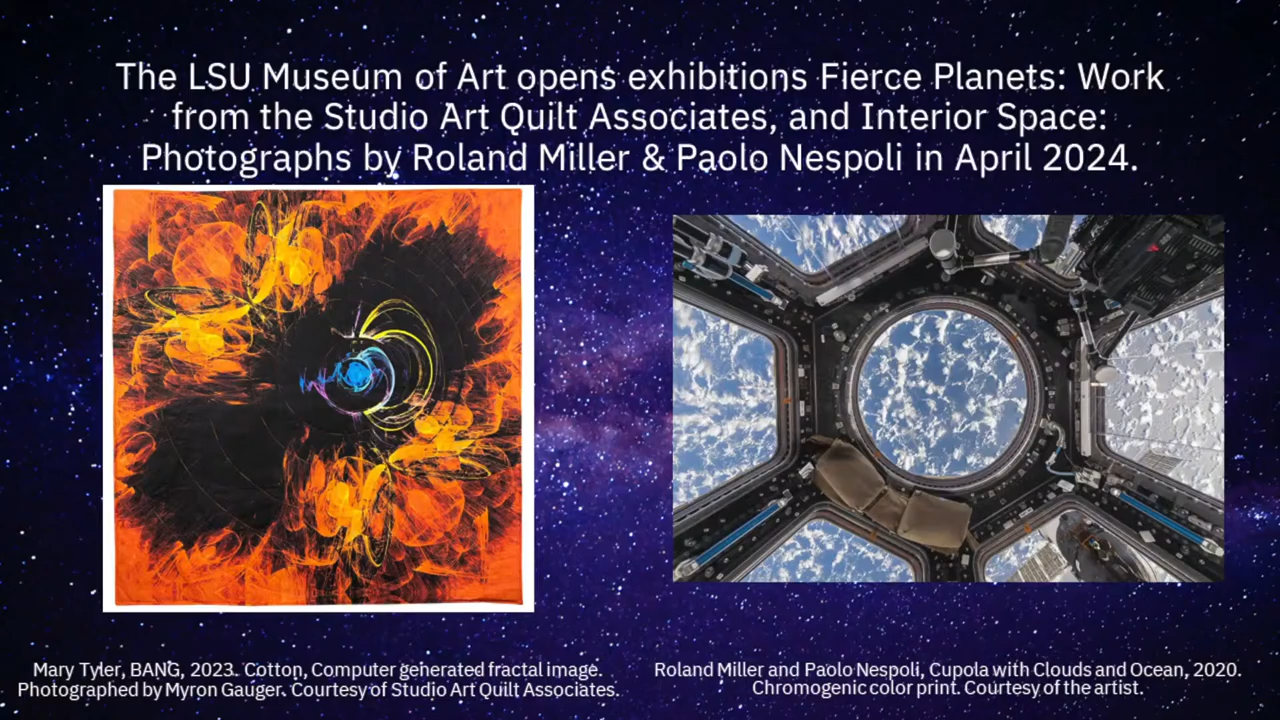 The LSU Museum of Art opens exhibitions Fierce Planets: Work
from the Studio Art Quilt Associates, and Interior Space:
Photographs by Roland Miller & Paolo Nespoli in April 2024.
Mary Tyler, BANG, 2023. Cotton, Computer generated fractal image.
Photographed by Myron Gauger. Courtesy of Studio Art Quilt Associates.
Roland Miller and Paolo Nespoli, Cupola with Clouds and Ocean, 2020.
Chromogenic color print. Courtesy of the artist.